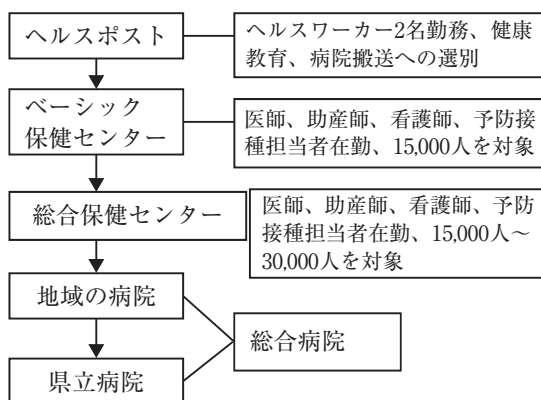 ヘルスポスト
ヘルスワーカー2名勤務、健康
教育、病院搬送への選別
ベーシック
保健センター
医師、助産師、看護師、予防接
種担当者在勤、15,000人を対象
総合保健センター
医師、助産師、看護師、予防
接種担当者在勤、15,000人～
30,000人を対象
地域の病院
総合病院
県立病院